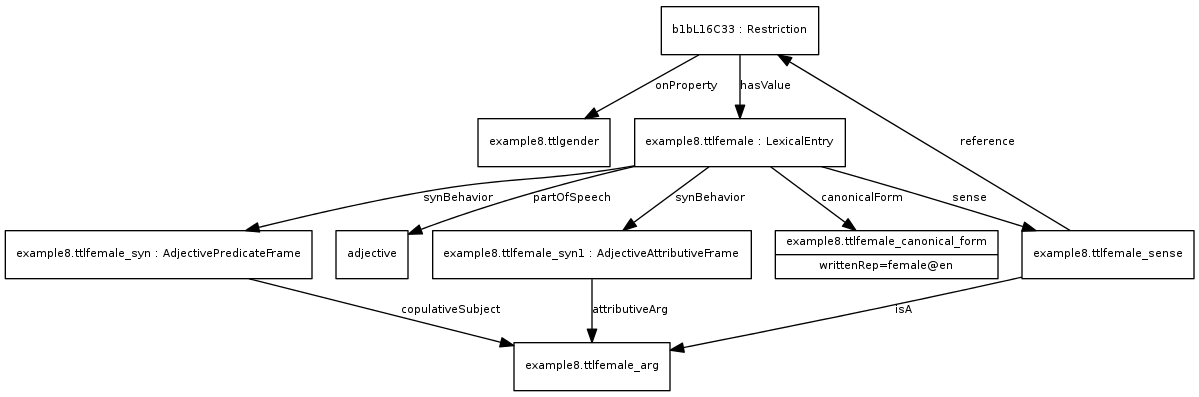 b1bL16C33 : Restriction
onProperty
hasValue
example8.ttlgender
example8.ttlfemale : LexicalEntry
reference
synBehavior
partOfSpeech
synBehavior
canonicalForm
sense
example8.ttlfemale_syn : AdjectivePredicateFrame
adjective
example8.ttlfemale_syn1 : AdjectiveAttributiveFrame
example8.ttlfemale_canonical_form
writtenRep=female@en
example8.ttlfemale_sense
copulativeSubject
attributiveArg
isA
example8.ttlfemale_arg